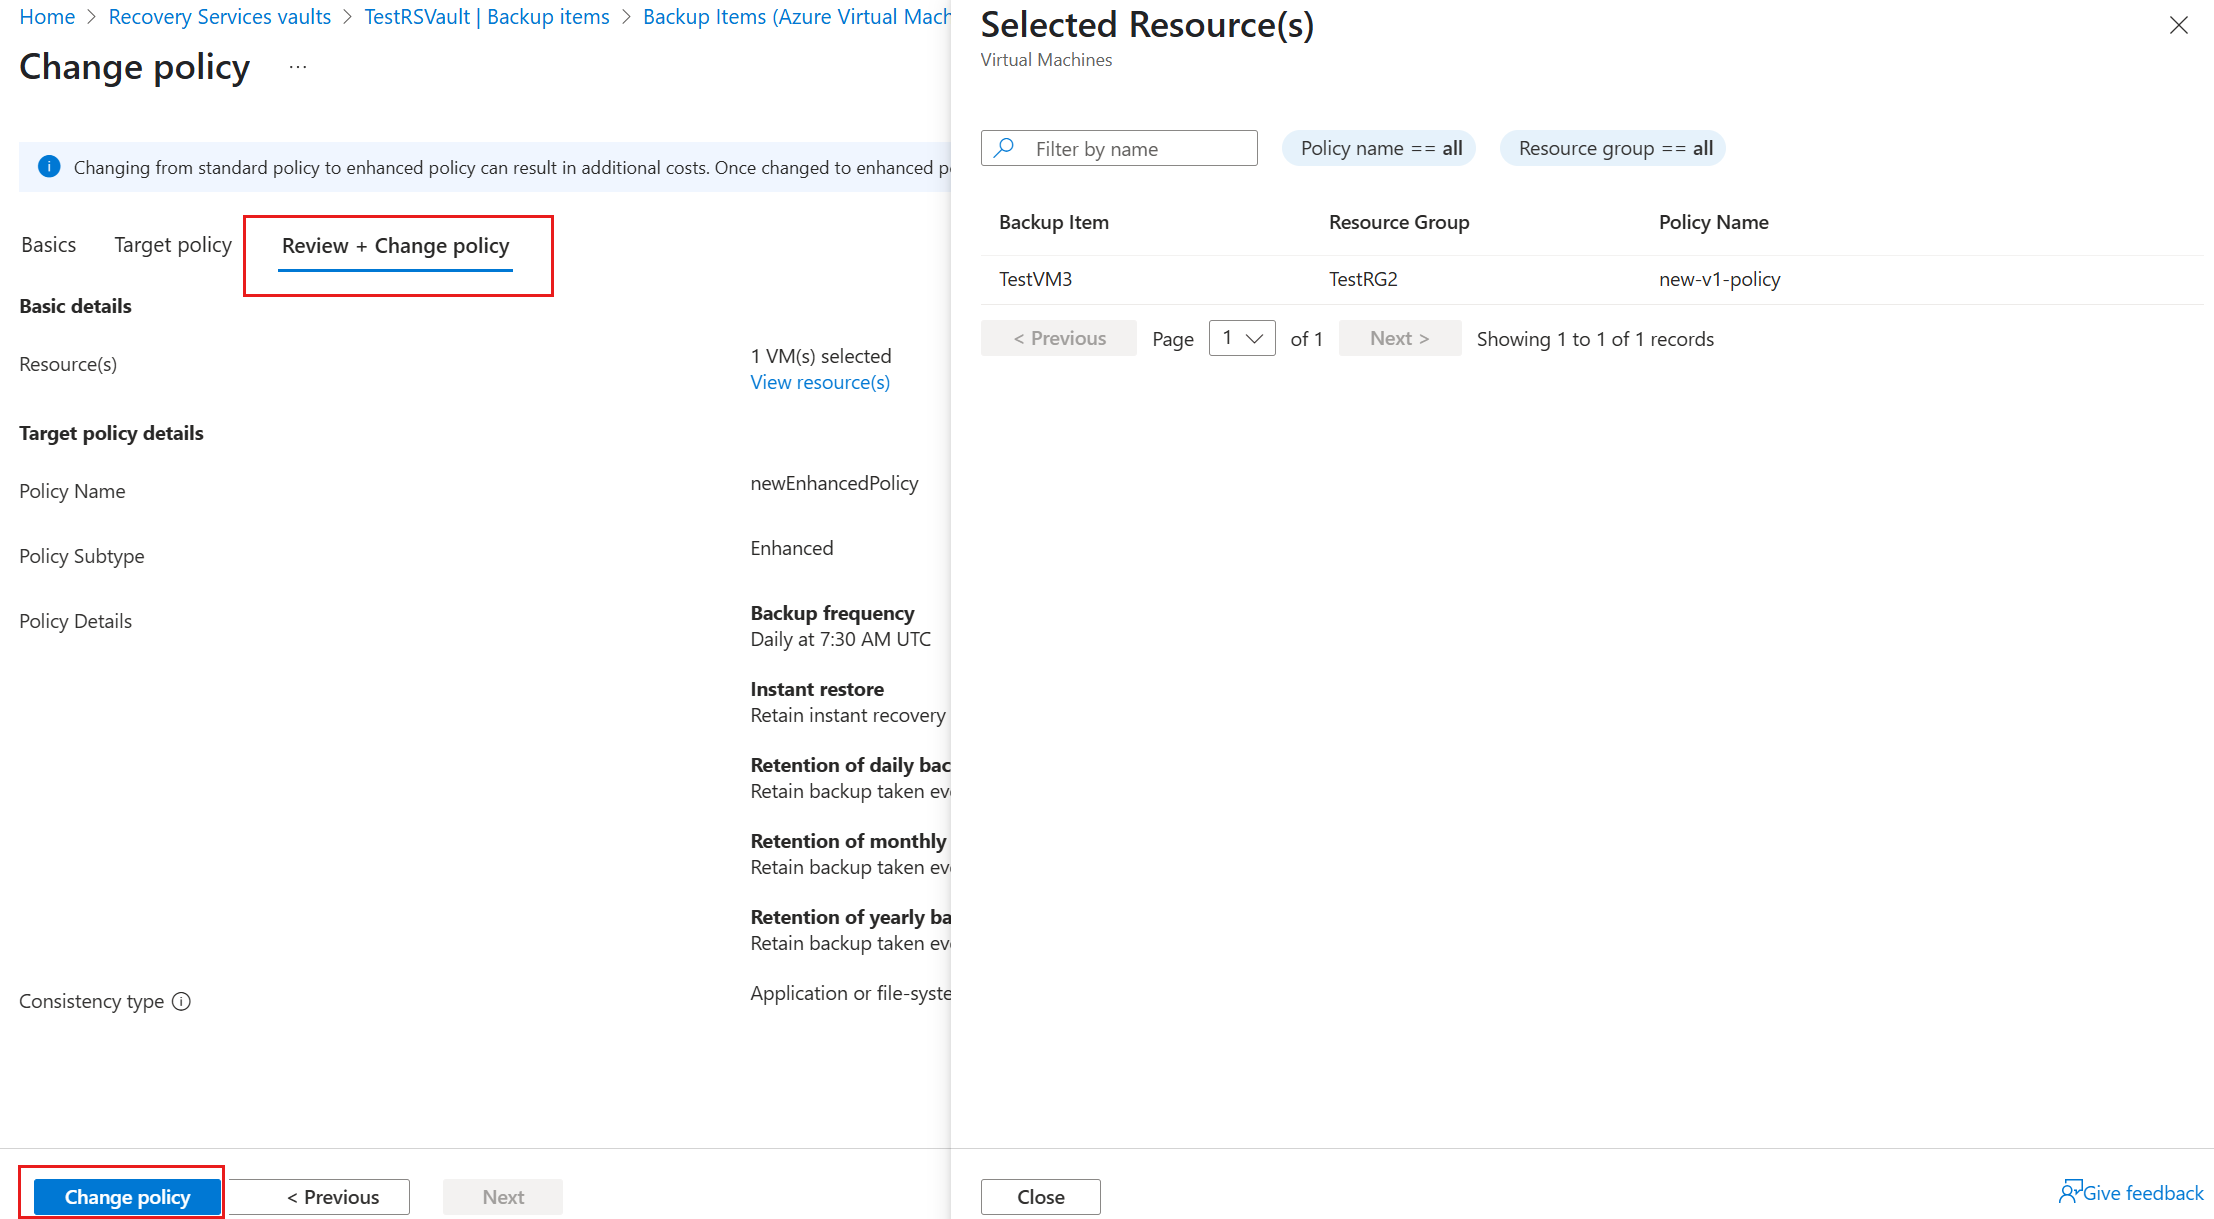 Home > Recovery Services vaults > TestRSVault | Backup items > Backup Items (Azure Virtual Mach
Change policy ...
Changing from standard policy to enhanced policy can result in additional costs. Once changed to enhanced p
Basics Target policy Review + Change policy
Basic details
Resource(s)
1 VM(s) selected
View resource(s)
Target policy details
Policy Name
newEnhancedPolicy
Policy Subtype
Enhanced
Policy Details
Backup frequency
Daily at 7:30 AM UTC
Instant restore
Retain instant recovery
Retention of daily bac
Retain backup taken eve
Retention of monthly
Retain backup taken eve
Retention of yearly ba
Retain backup taken eve
Consistency type
Application or file-syste
Change policy
< Previous
Next
Selected Resource(s)
Virtual Machines
Filter by name
Policy name == all
Resource group == all
Backup Item Resource Group Policy Name
TestVM3 TestRG2 new-v1-policy
< Previous Page 1 of 1 Next > Showing 1 to 1 of 1 records
Close
Give feedback